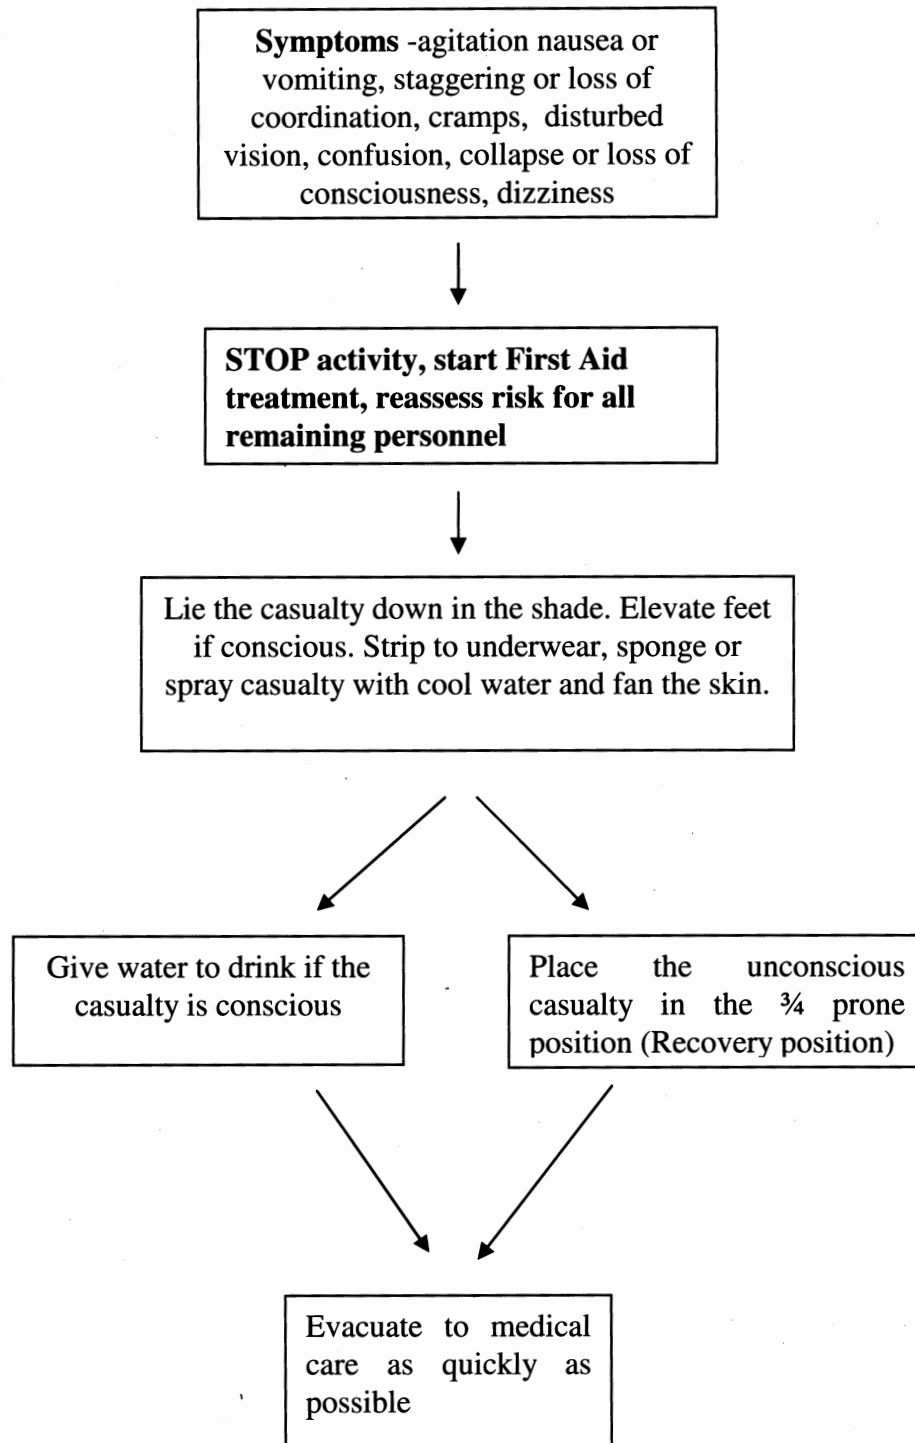 Symptoms -agitation nausea or
vomiting, staggering or loss of
coordination, cramps, disturbed
vision, confusion, collapse or loss of
consciousness, dizziness
STOP activity, start First Aid
treatment, reassess risk for all
remaining personnel
Lie the casualty down in the shade. Elevate feet
if conscious. Strip to underwear, sponge or
spray casualty with cool water and fan the skin.
Give water to drink if the
casualty is conscious
Place the unconscious
casualty in the ¾ prone
position (Recovery position)
Evacuate to medical
care as quickly as
possible